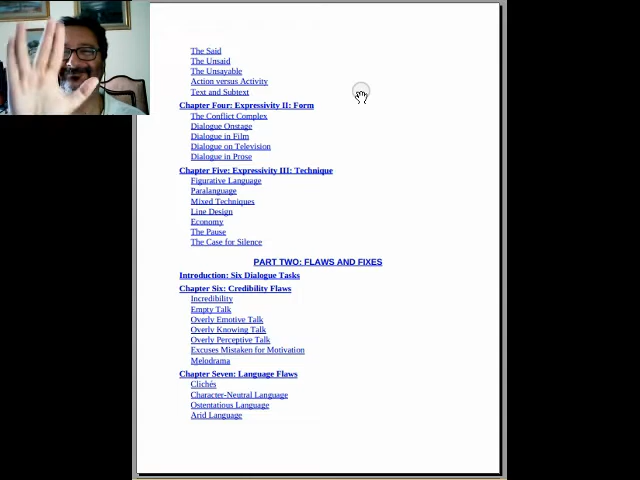 The Said
The Unsaid
The Unsayable
Action versus Activity
Text and Subtext
Chapter Four: Expressivity II: Form
The Conflict Complex
Dialogue Onstage
Dialogue in Film
Dialogue on Television
Dialogue in Prose
Chapter Five: Expressivity III: Technique
Figurative Language
Paralanguage
Mixed Techniques
Line Design
Economy
The Pause
The Case for Silence
PART TWO: FLAWS AND FIXES
Introduction: Six Dialogue Tasks
Chapter Six: Credibility Flaws
Incredibility
Empty Talk
Overly Emotive Talk
Overly Knowing Talk
Overly Perceptive Talk
Excuses Mistaken for Motivation
Melodrama
Chapter Seven: Language Flaws
Clichés
Character-Neutral Language
Ostentatious Language
Arid Language